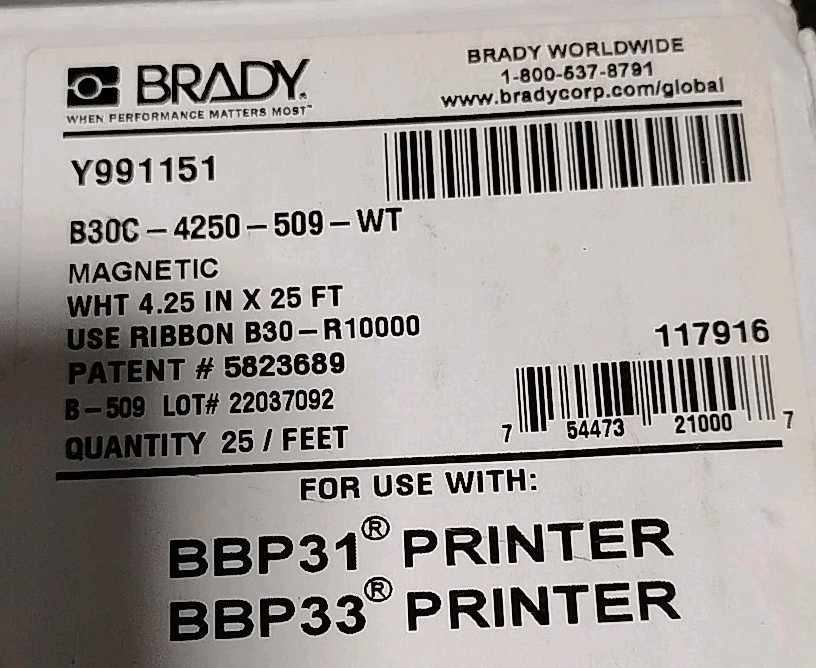 BRADY
WHEN PERFORMANCE MATTERS MOST™
BRADY WORLDWIDE
1-800-537-8791
www.bradycorp.com/global
Y991151
B30C-4250-509-WT
MAGNETIC
WHT 4.25 IN X 25 FT
USE RIBBON B30-R10000
PATENT # 5823689
B-509 LOT# 22037092
QUANTITY 25 / FEET
117916
7 54473 21000 7
FOR USE WITH:
BBP31® PRINTER
BBP33® PRINTER